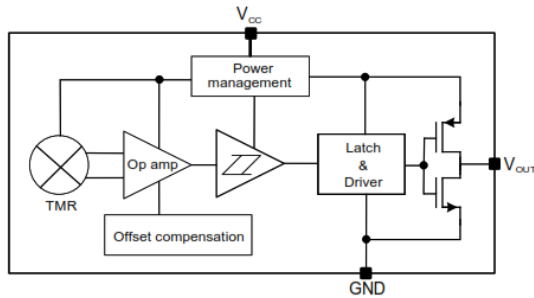 VCC
Power
management
Op amp
Latch
&
Driver
VOUT
TMR
Offset compensation
GND